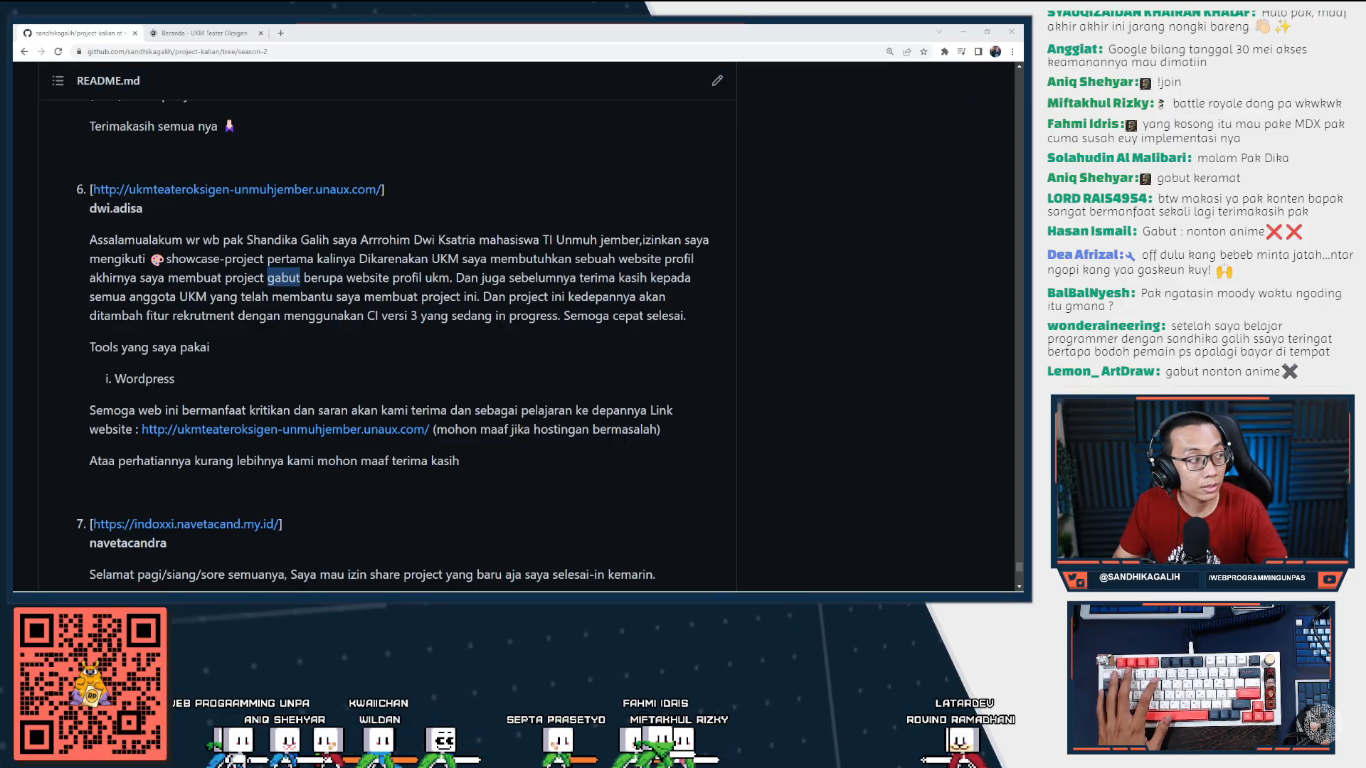 sandhikagalih/project-kalian at
Beranda - UKM Teater Oksigen
github.com/sandhikagalih/project-kalian/tree/season-2
README.md
Terimakasih semua nya
6. [http://ukmteateroksigen-unmuhjember.unaux.com/]
dwi.adisa
Assalamualakum wr wb pak Shandika Galih saya Arrrohim Dwi Ksatria mahasiswa TI Unmuh jember,izinkan saya
mengikuti showcase-project pertama kalinya Dikarenakan UKM saya membutuhkan sebuah website profil
akhirnya saya membuat project gabut berupa website profil ukm. Dan juga sebelumnya terima kasih kepada
semua anggota UKM yang telah membantu saya membuat project ini. Dan project ini kedepannya akan
ditambah fitur rekrutment dengan menggunakan CI versi 3 yang sedang in progress. Semoga cepat selesai.
Tools yang saya pakai
i. Wordpress
Semoga web ini bermanfaat kritikan dan saran akan kami terima dan sebagai pelajaran ke depannya Link
website : http://ukmteateroksigen-unmuhjember.unaux.com/ (mohon maaf jika hostingan bermasalah)
Ataa perhatiannya kurang lebihnya kami mohon maaf terima kasih
7. [https://indoxxi.navetacand.my.id/]
navetacandra
Selamat pagi/siang/sore semuanya, Saya mau izin share project yang baru aja saya selesai-in kemarin.
SYAUQIZAIDAN KHAIRAN KHALAF: Halo pak, maaf
akhir akhir ini jarang nongki bareng
Anggiat: Google bilang tanggal 30 mei akses
keamanannya mau dimatiin
Aniq Shehyar: !join
Miftakhul Rizky: battle royale dong pa wkwkwk
Fahmi Idris: yang kosong itu mau pake MDX pak
cuma susah euy implementasi nya
Solahudin Al Malibari: malam Pak Dika
Aniq Shehyar: gabut keramat
LORD RAIS4954: btw makasi ya pak konten bapak
sangat bermanfaat sekali lagi terimakasih pak
Hasan Ismail: Gabut : nonton anime❌❌
Dea Afrizal: off dulu kang bebeb minta jatah...ntar
ngopi kang yaa gaskeun kuy!
BalBalNyesh: Pak ngatasin moody waktu ngoding
itu gmana ?
wonderaineering: setelah saya belajar
programmer dengan sandhika galih ssaya teringat
bertapa bodoh pemain ps apalagi bayar di tempat
Lemon_ ArtDraw: gabut nonton anime✖
@SANDHIKAGALIH
/WEBPROGRAMMINGUNPAS
RP
WEB PROGRAMMING UNPA
ANIQ SHEHYAR
KWAIICHAN
WILDAN
SEPTA PRASETYO
FAHMI IDRIS
MIFTAKHUL RIZKY
LATARDEV
ROVINO RAMADHANI